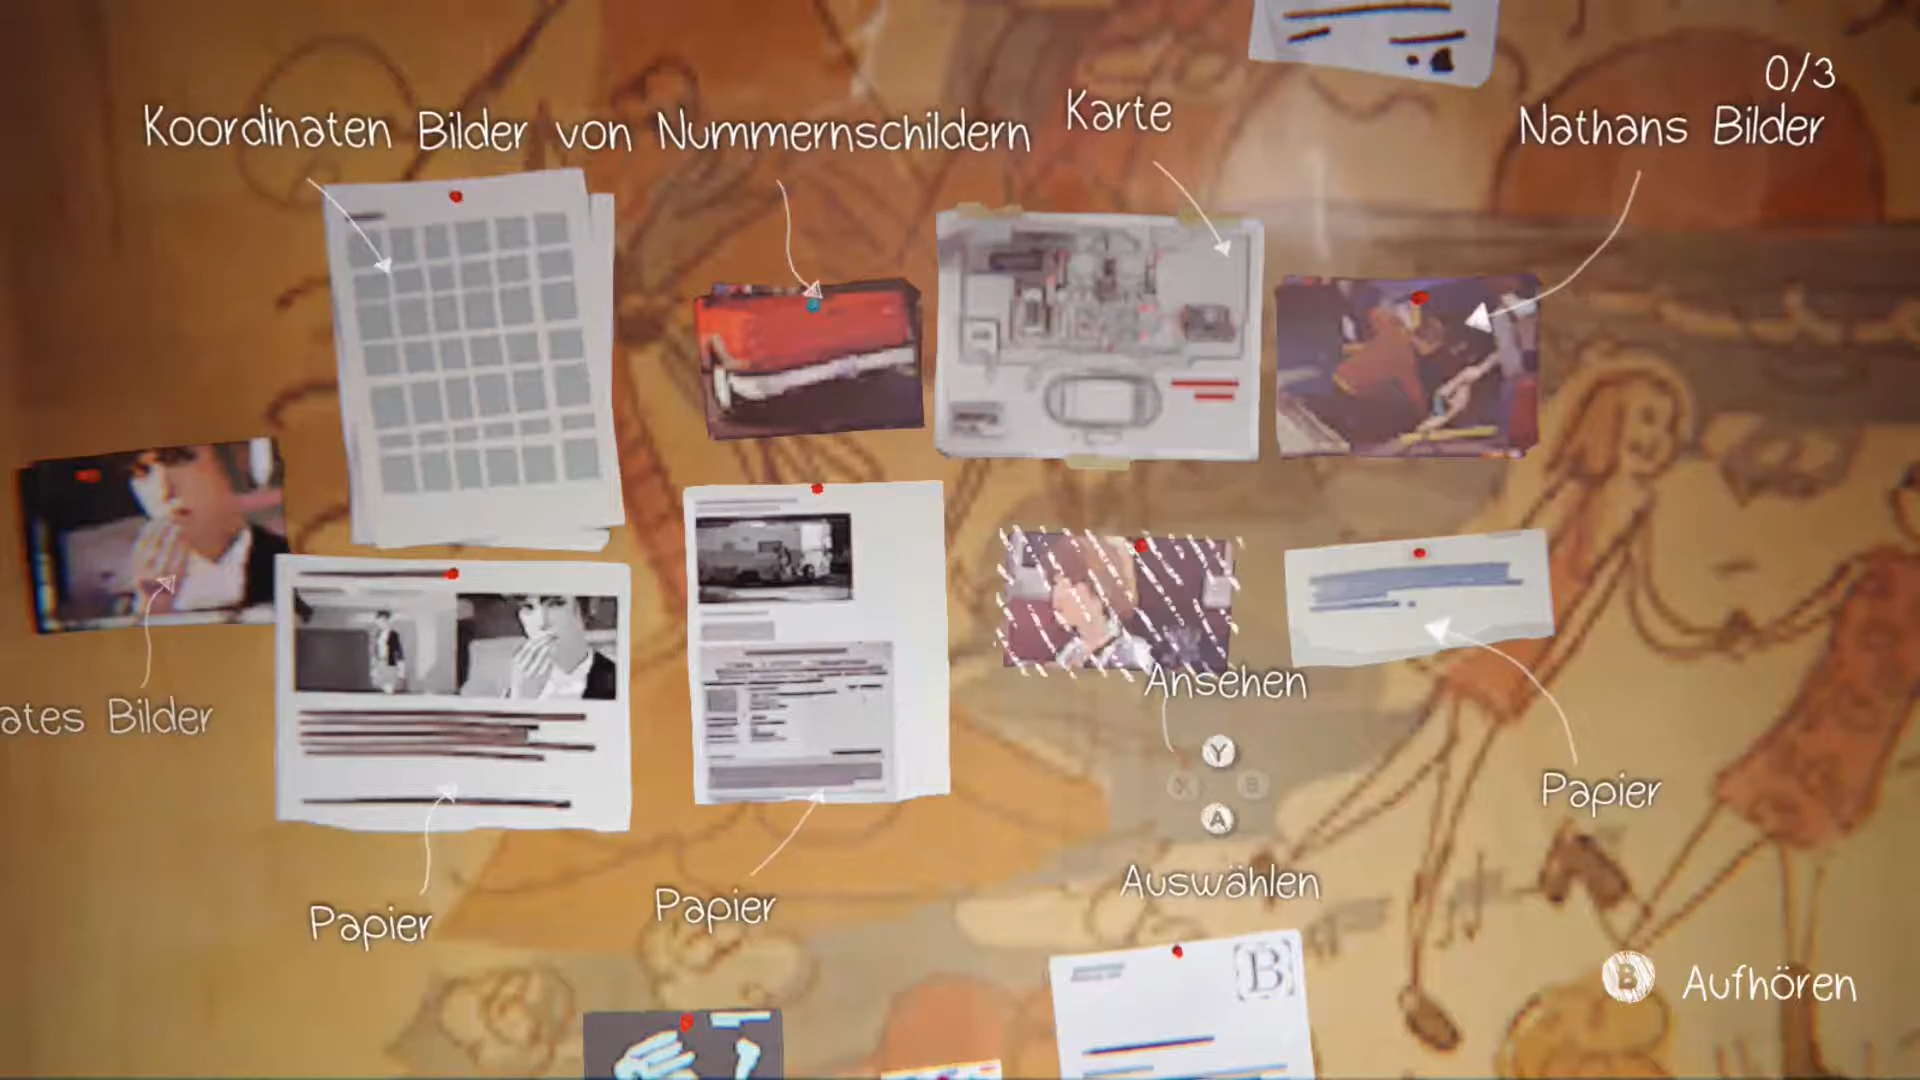 0/3
Koordinaten
Bilder von Nummernschildern
Karte
Nathans Bilder
ates Bilder
Ansehen
Y
X
B
A
Auswählen
Papier
Papier
Papier
B
B Aufhören